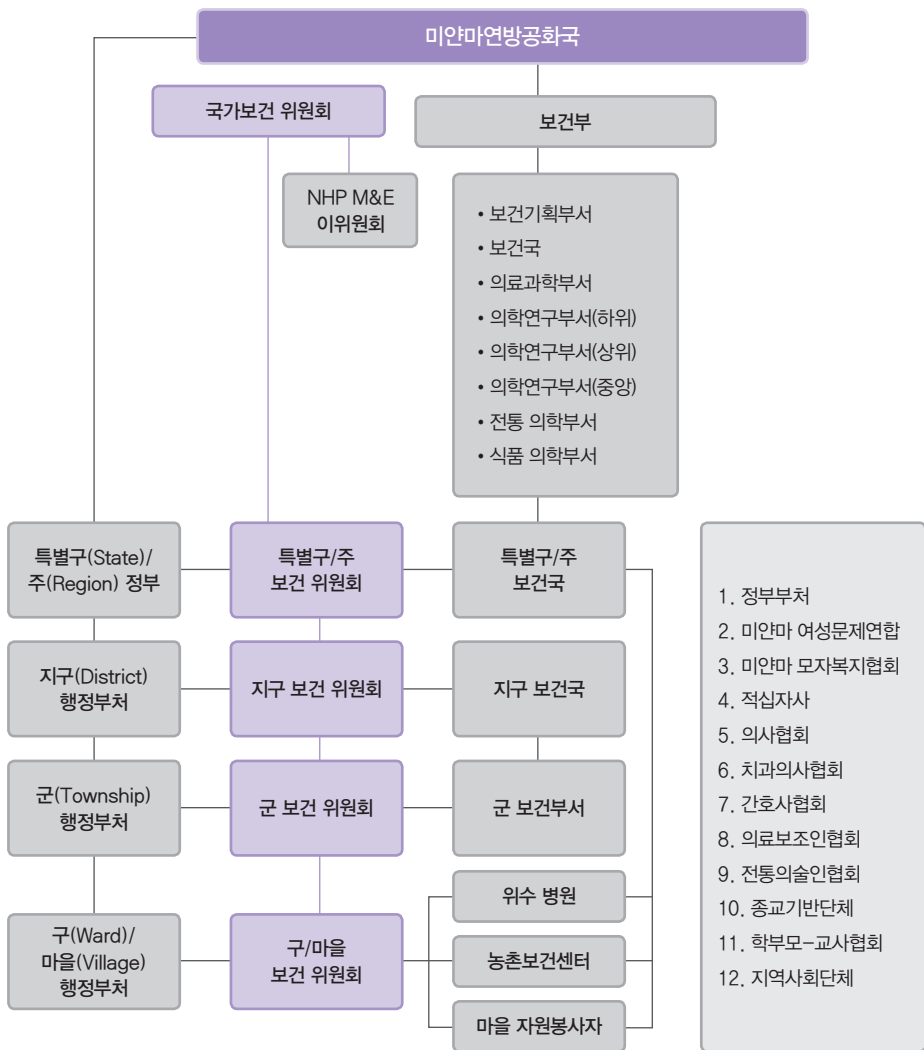 미얀마연방공화국
국가보건 위원회
보건부
NHP M&E
이위원회
• 보건기획부서
• 보건국
• 의료과학부서
• 의학연구부서(하위)
• 의학연구부서(상위)
• 의학연구부서(중앙)
• 전통 의학부서
• 식품 의학부서
특별구(State)/
주(Region) 정부
특별구/주
보건 위원회
특별구/주
보건국
지구(District)
행정부처
지구 보건 위원회
지구 보건국
군(Township)
행정부처
군 보건 위원회
군 보건부서
구(Ward)/
마을(Village)
행정부처
구/마을
보건 위원회
위수 병원
농촌보건센터
마을 자원봉사자
1. 정부부처
2. 미얀마 여성문제연합
3. 미얀마 모자복지협회
4. 적십자사
5. 의사협회
6. 치과의사협회
7. 간호사협회
8. 의료보조인협회
9. 전통의술인협회
10. 종교기반단체
11. 학부모-교사협회
12. 지역사회단체